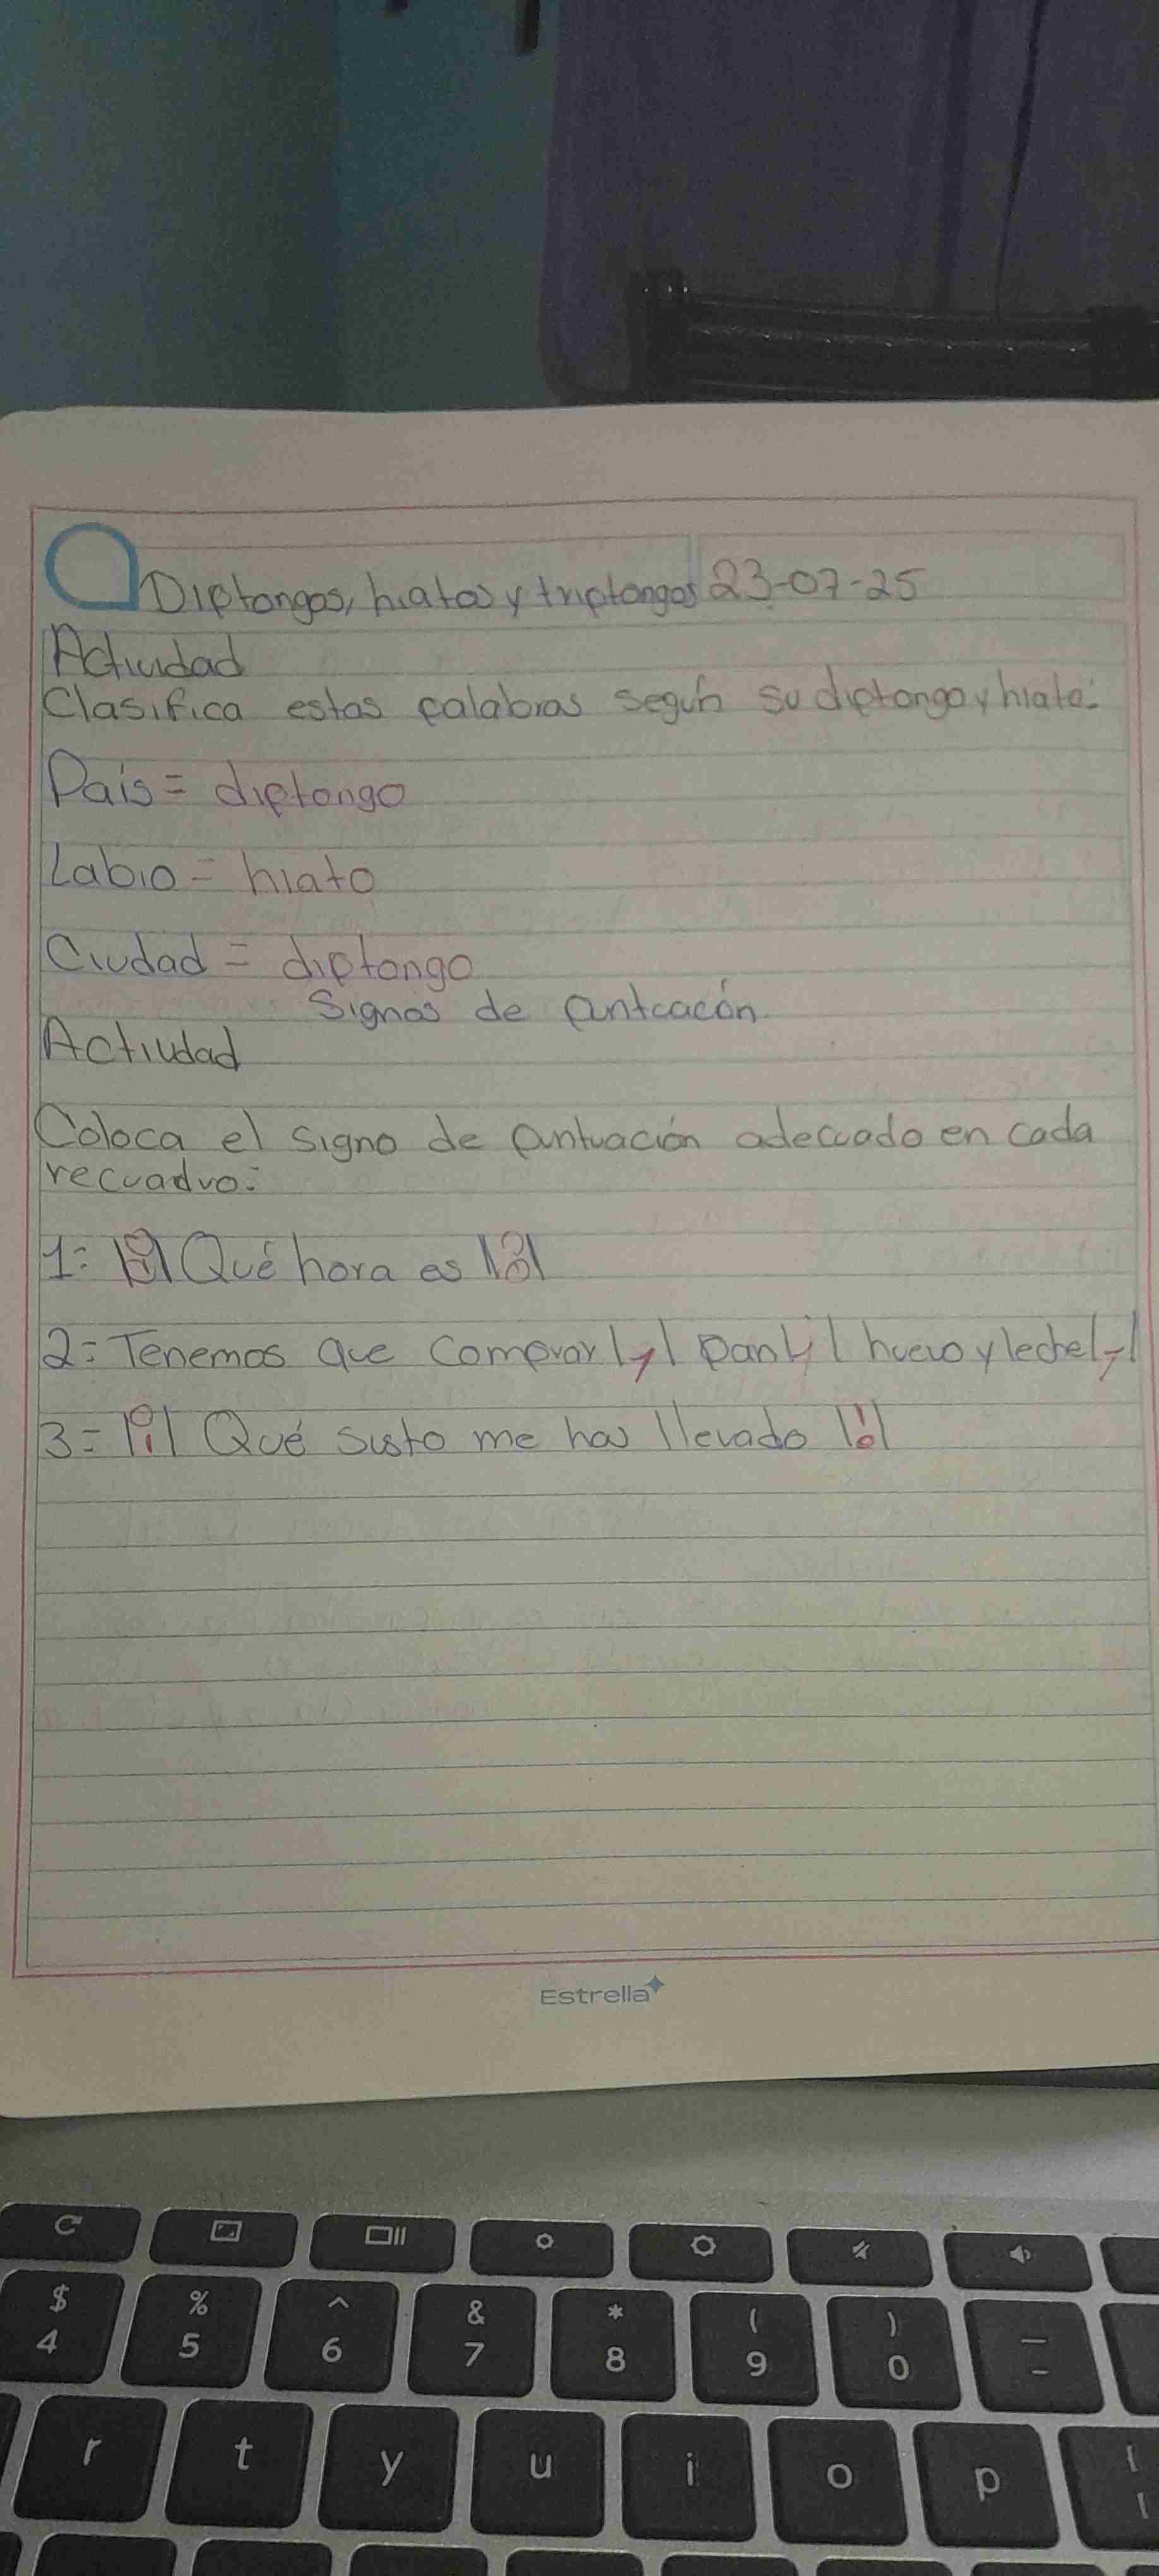 Diptongos, hiatos y triptongos 23-07-25
Actividad
Clasifica estas palabras según su diptongo y hiato:
País = diptongo
Labio = hiato
Ciudad = diptongo
Signos de puntcacón
Actiudad
Coloca el signo de puntuación adecuado en cada
recuadro:
1: |¿| Qué hora es |?|
2: Tenemos que comprar |,| pan |,| huevo y leche |,|
3 = |¡| Qué susto me has llevado |!|
Estrella
$ % ^ & * ( ) —
4 5 6 7 8 9 0 -
r t y u i o p {
[